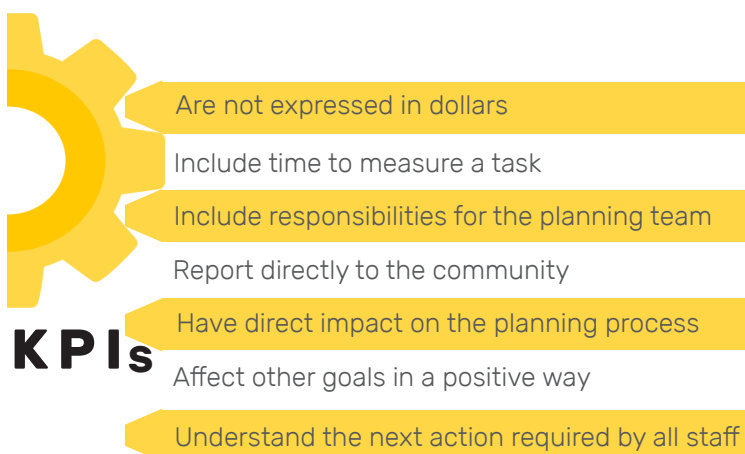 Are not expressed in dollars
Include time to measure a task
Include responsibilities for the planning team
Report directly to the community
Have direct impact on the planning process
KPIs
Affect other goals in a positive way
Understand the next action required by all staff